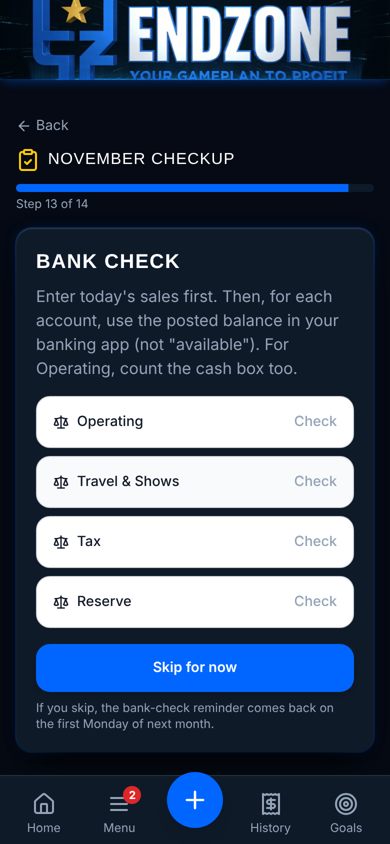 ENDZONE
YOUR GAMEPLAN TO PROFIT
← Back
NOVEMBER CHECKUP
Step 13 of 14
BANK CHECK
Enter today's sales first. Then, for each
account, use the posted balance in your
banking app (not "available"). For
Operating, count the cash box too.
Operating Check
Travel & Shows Check
Tax Check
Reserve Check
Skip for now
If you skip, the bank-check reminder comes back on
the first Monday of next month.
2
Home Menu + History Goals